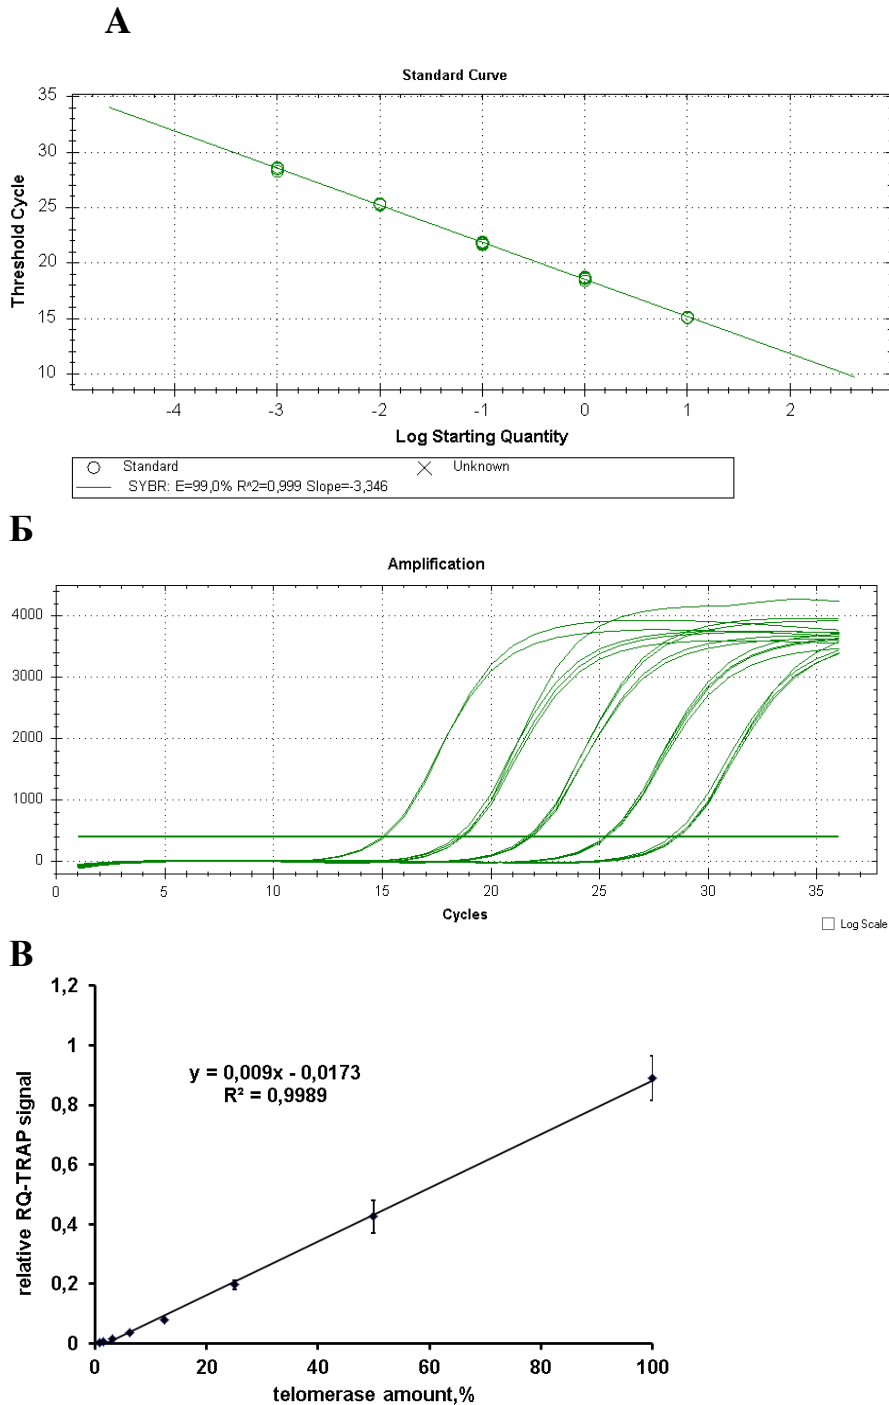 А
Standard Curve
Threshold Cycle
35
30
25
20
15
10
-4 -3 -2 -1 0 1 2
Log Starting Quantity
Standard Unknown
SYBR: E=99,0% R^2=0,999 Slope=-3,346
Б
Amplification
4000
3000
2000
1000
0
0 5 10 15 20 25 30 35
Cycles
Log Scale
В
relative RQ-TRAP signal
1,2
1
0,8
0,6
0,4
0,2
0
y = 0,009x - 0,0173
R² = 0,9989
0 20 40 60 80 100
telomerase amount,%